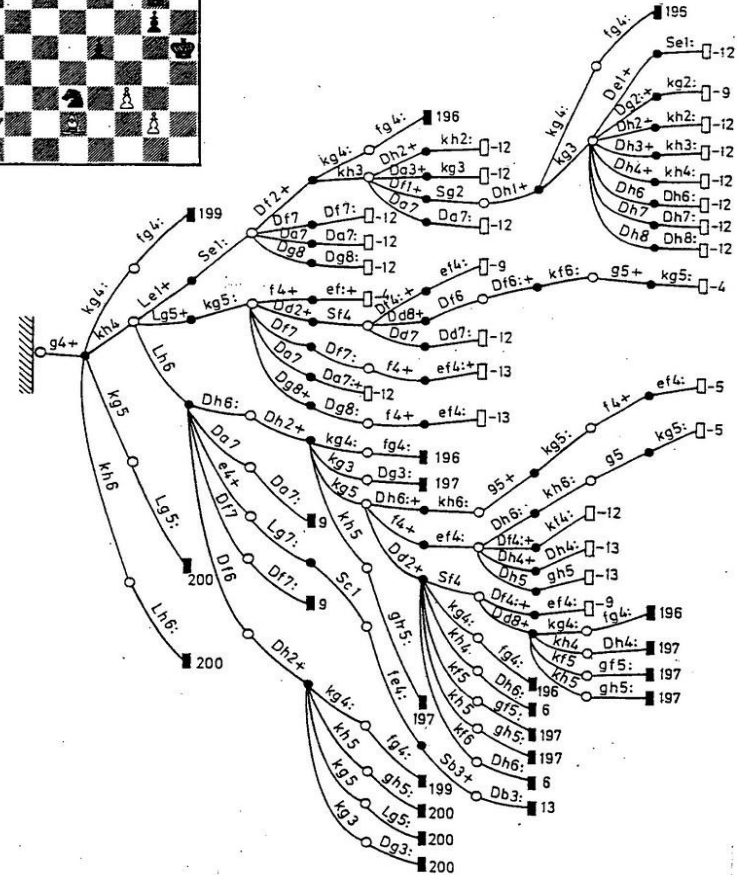 fg4: 195
kg4: Se1: -12
De1+
kg4: fg4: 196
Dg2:+ kg2: -9
kg3 Dh2+ kh2: -12
Df2+ kh3 Dh2+ kh2: -12
Dh3+ kh3: -12
Da3+ kg3 -12
Dh4+ kh4: -12
Df1+ Sg2 Dh1+
Dh6 Dh6: -12
fg4: 199
Da7 Da7: -12
Dh7 Dh7: -12
Dh8 Dh8: -12
kg4: Se1: Df7 Df7: -12
Da7 Da7: -12
Dg8 Dg8: -12
Le1+
ef4: -9
g4+ kh4 Lg5+ kg5: f4+ ef:+ -4
Df4:+
Dd2+ Sf4 Dd8+ Df6 Df6:+ kf6: g5+ kg5: -4
Dd7 Dd7: -12
Df7 Df7: f4+ ef4:+ -13
Da7 Da7:+ -12
Dg8+ Dg8: f4+ ef4: -13
Lh6
f4+ ef4: -5
kg5:
kg5 Dh6: Dh2+ kg4: fg4: 196
g5+ kg5: -5
kg3 Dg3: 197
kh6: g5
kh6 Da7 Da7: 9
kg5 Dh6:+ kh6:
Dh6: kf4: -12
e4+ Lg7: f4+ ef4: Df4:+
Dh4+ Dh4: -13
Dh5 gh5 -13
Df7 Df7: 9
kh5 Dd2+ Sf4 Df4:+ ef4: -9
Lg5: 200
Df6 Sc1
Dd8+ kg4: fg4: 196
kg4: fg4: 196
kh4 Dh4: 197
kh4 Dh6: 6
kf5 gf5: 197
Lh6: 200
gh5: 197
kf5 gf5: 197
kh5 gh5: 197
kh5 gh5: 197
kf6 Dh6: 6
fe4: Sb3+ Db3: 13
Dh2+ kg4: fg4: 199
kh5 gh5: 200
kg5 Lg5: 200
kg3 Dg3: 200